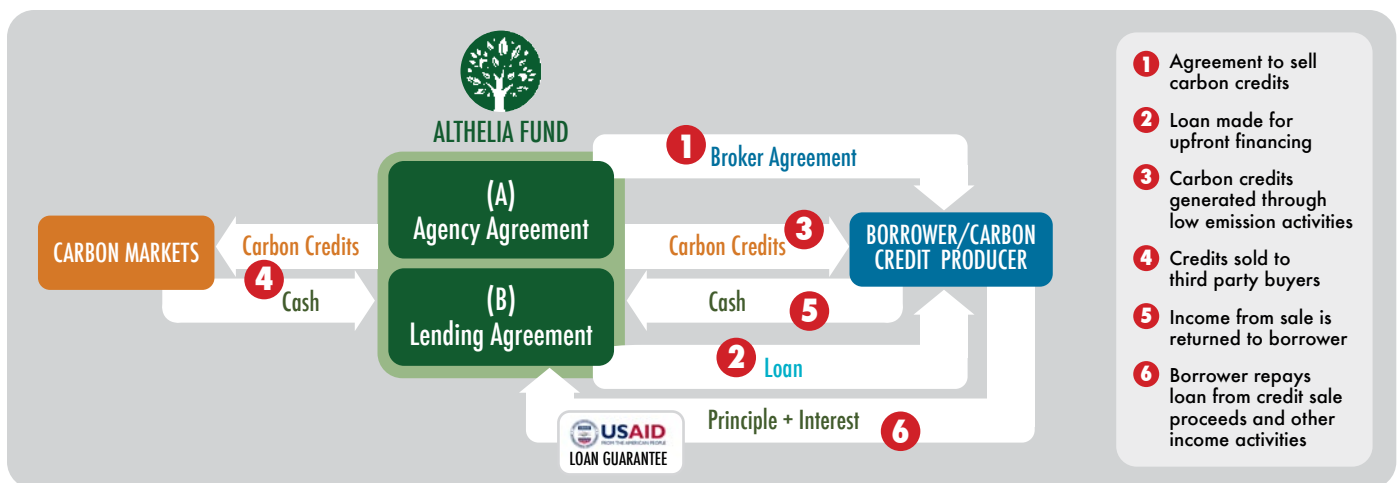 ALTHELIA FUND
1 Broker Agreement
(A)
Agency Agreement
CARBON MARKETS
Carbon Credits
4
Cash
Carbon Credits 3
BORROWER/CARBON
CREDIT PRODUCER
(B)
Lending Agreement
Cash
5
2 Loan
Principle + Interest 6
USAID
FROM THE AMERICAN PEOPLE
LOAN GUARANTEE
1 Agreement to sell
carbon credits
2 Loan made for
upfront financing
3 Carbon credits
generated through
low emission activities
4 Credits sold to
third party buyers
5 Income from sale is
returned to borrower
6 Borrower repays
loan from credit sale
proceeds and other
income activities